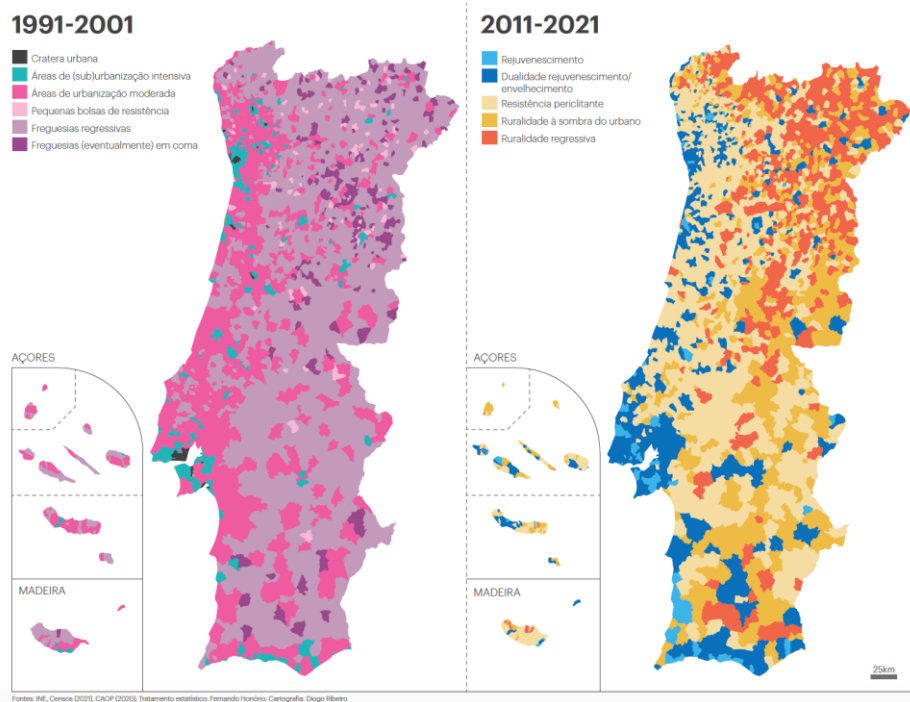 1991-2001
Cratera urbana
Áreas de (sub)urbanização intensiva
Áreas de urbanização moderada
Pequenas bolsas de resistência
Freguesias regressivas
Freguesias (eventualmente) em coma
AÇORES
MADEIRA
2011-2021
Rejuvenescimento
Dualidade rejuvenescimento/
envelhecimento
Resistência periclitante
Ruralidade à sombra do urbano
Ruralidade regressiva
AÇORES
MADEIRA
25km
Fontes: INE, Censos (2021), CAOP (2020); Tratamento estatístico: Fernando Honório; Cartografia: Diogo Ribeiro